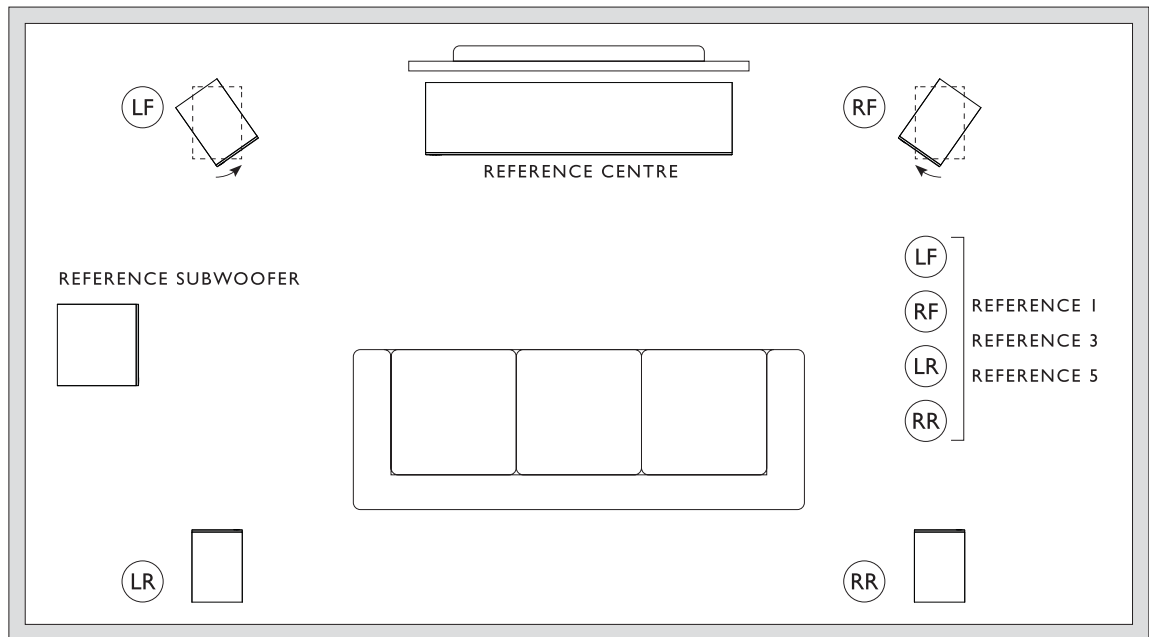 LF
RF
REFERENCE CENTRE
REFERENCE SUBWOOFER
LF
RF
LR
RR
REFERENCE 1
REFERENCE 3
REFERENCE 5
LR
RR